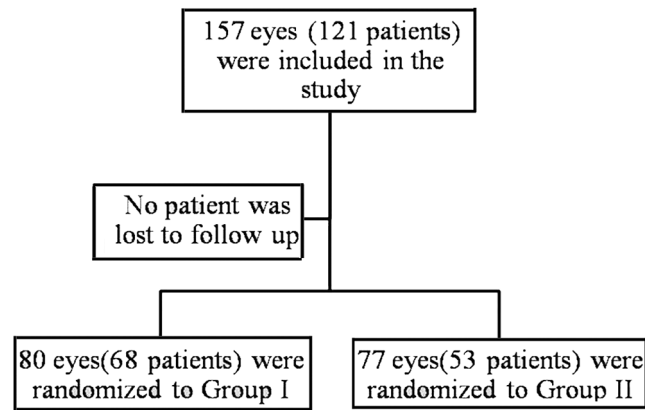 157 eyes (121 patients)
were included in the
study
No patient was
lost to follow up
80 eyes(68 patients) were
randomized to Group I
77 eyes(53 patients) were
randomized to Group II